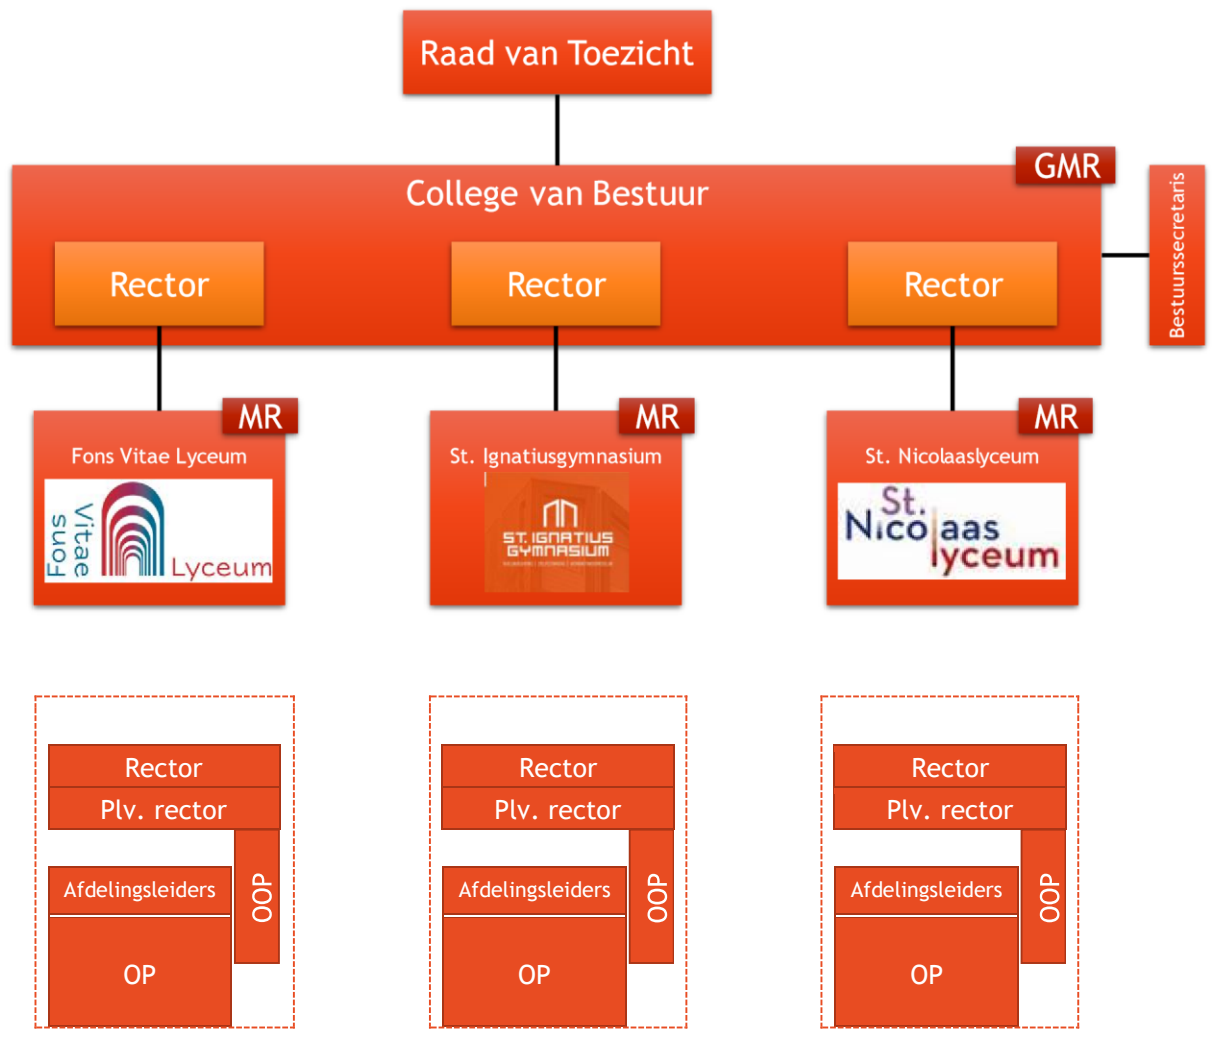 Raad van Toezicht
GMR
College van Bestuur
Bestuurssecretaris
Rector
Rector
Rector
MR
MR
MR
Fons Vitae Lyceum
St. Ignatiusgymnasium
St. Nicolaaslyceum
Fons
Vitae
Lyceum
ST. IGNATIUS
GYMNASIUM
St.
Nicolaas
lyceum
Rector
Plv. rector
Afdelingsleiders
OOP
OP
Rector
Plv. rector
Afdelingsleiders
OOP
OP
Rector
Plv. rector
Afdelingsleiders
OOP
OP